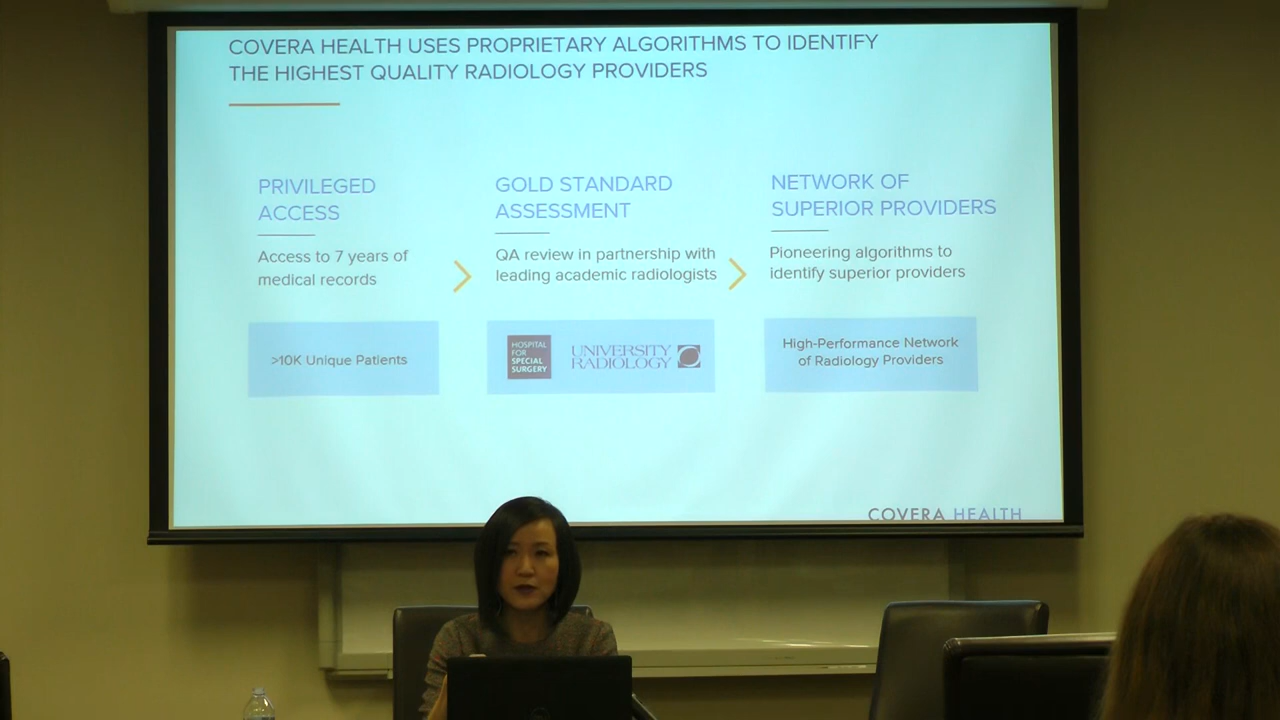 COVERA HEALTH USES PROPRIETARY ALGORITHMS TO IDENTIFY
THE HIGHEST QUALITY RADIOLOGY PROVIDERS
PRIVILEGED
ACCESS
Access to 7 years of
medical records
>10K Unique Patients
GOLD STANDARD
ASSESSMENT
QA review in partnership with
leading academic radiologists
HOSPITAL
FOR
SPECIAL
SURGERY
UNIVERSITY
RADIOLOGY
NETWORK OF
SUPERIOR PROVIDERS
Pioneering algorithms to
identify superior providers
High-Performance Network
of Radiology Providers
COVERA HEALTH